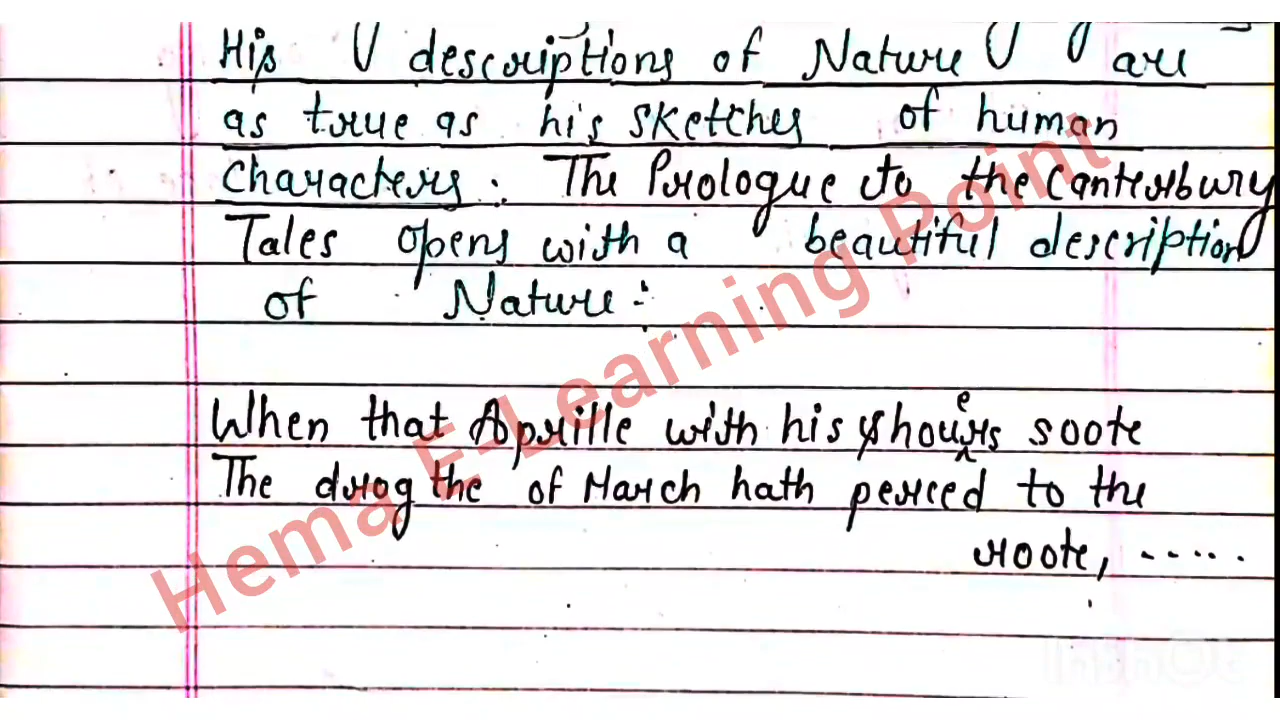 His descriptions of Nature are
as true as his sketches of human
characters. The Prologue to the Canterbury
Tales opens with a beautiful description
of Nature :-
When that Aprille with his shoures soote
The drog the of March hath perced to the
roote, .....
Hema E-Learning Point